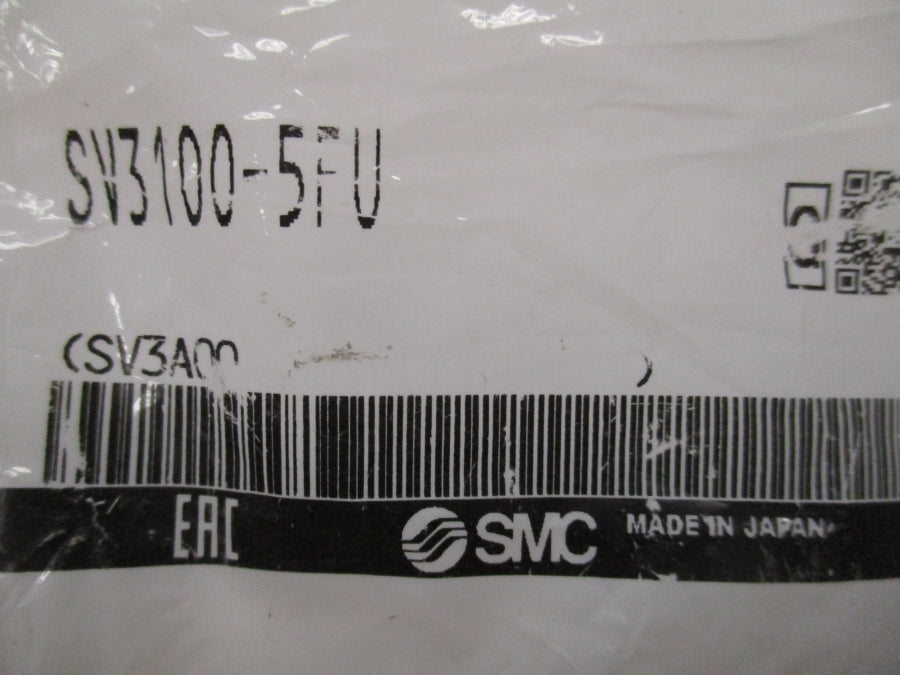 SV3100-5FU
(SV3A00 )
EAC SMC MADE IN JAPAN